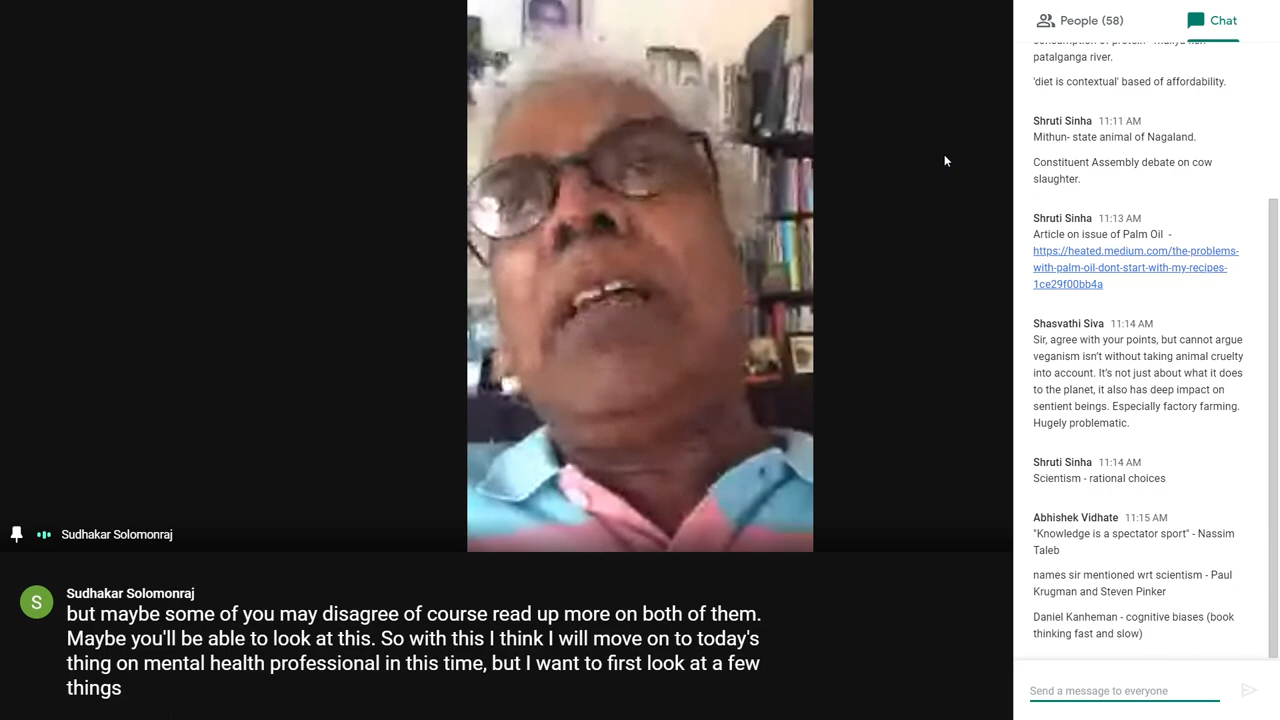 People (58)
Chat
patalganga river.
'diet is contextual' based of affordability.
Shruti Sinha 11:11 AM
Mithun- state animal of Nagaland.
Constituent Assembly debate on cow
slaughter.
Shruti Sinha 11:13 AM
Article on issue of Palm Oil -
https://heated.medium.com/the-problems-
with-palm-oil-dont-start-with-my-recipes-
1ce29f00bb4a
Shasvathi Siva 11:14 AM
Sir, agree with your points, but cannot argue
veganism isn't without taking animal cruelty
into account. It's not just about what it does
to the planet, it also has deep impact on
sentient beings. Especially factory farming.
Hugely problematic.
Shruti Sinha 11:14 AM
Scientism - rational choices
Abhishek Vidhate 11:15 AM
"Knowledge is a spectator sport" - Nassim
Taleb
names sir mentioned wrt scientism - Paul
Krugman and Steven Pinker
Daniel Kanheman - cognitive biases (book
thinking fast and slow)
Send a message to everyone
Sudhakar Solomonraj
S
Sudhakar Solomonraj
but maybe some of you may disagree of course read up more on both of them.
Maybe you'll be able to look at this. So with this I think I will move on to today's
thing on mental health professional in this time, but I want to first look at a few
things